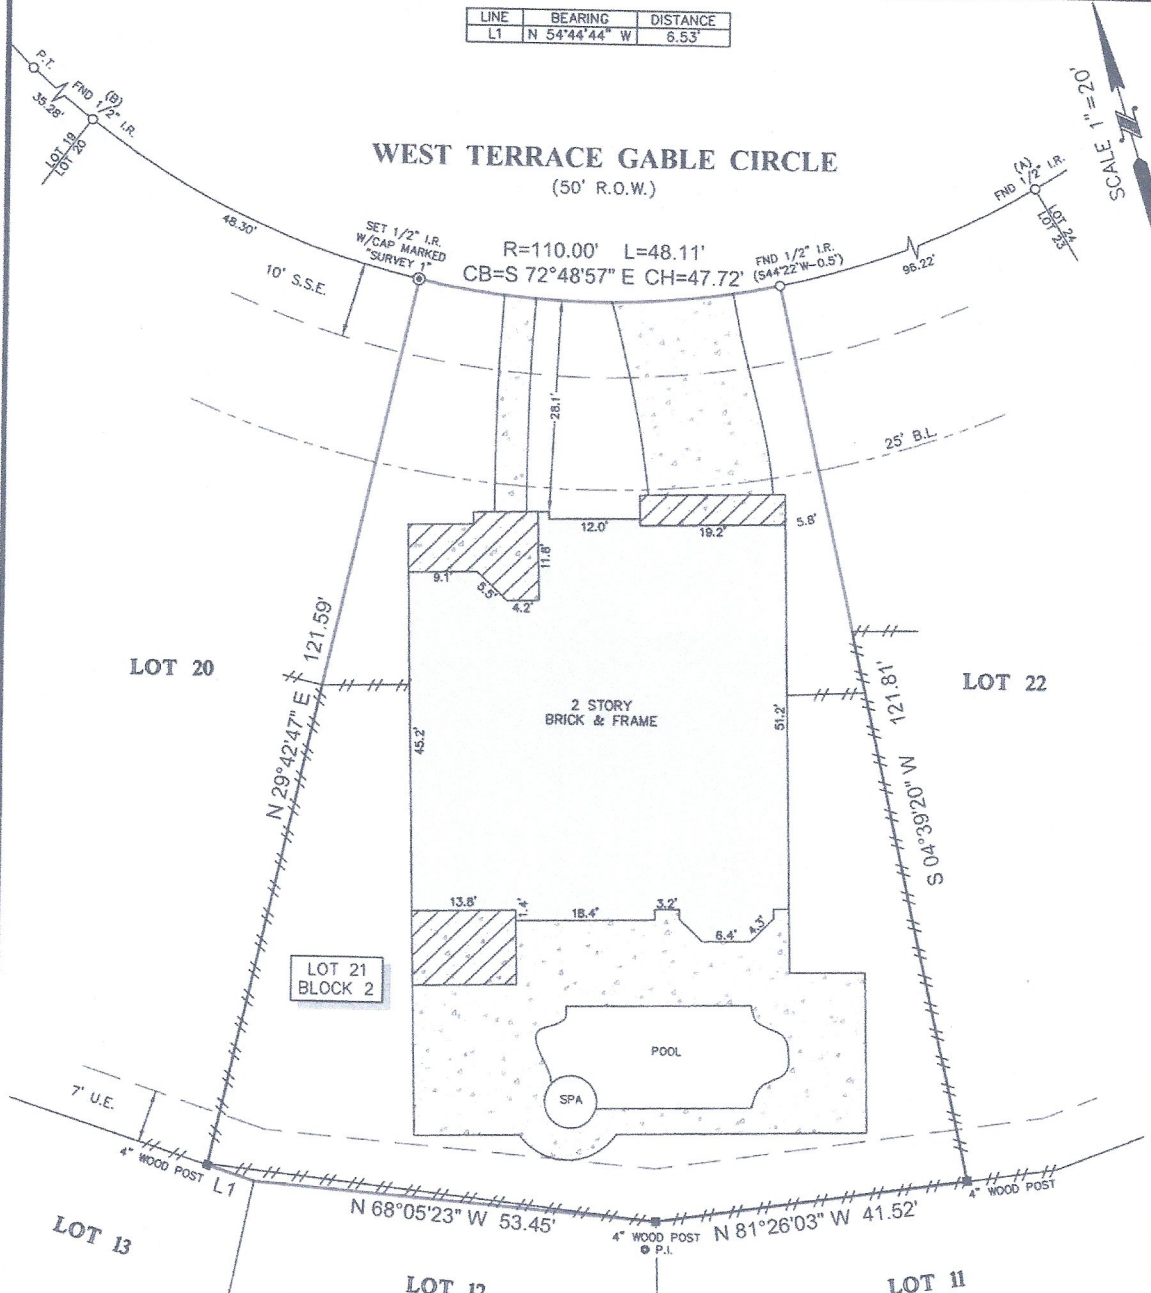 LINE BEARING DISTANCE
L1 N 54°44'44" W 6.53'
SCALE 1"=20'
P.T.
35.28'
(B)
FND 1/2" I.R.
LOT 19
LOT 20
WEST TERRACE GABLE CIRCLE
(50' R.O.W.)
(A)
FND 1/2" I.R.
LOT 24
LOT 23
48.30'
SET 1/2" I.R.
W/CAP MARKED
"SURVEY 1"
R=110.00' L=48.11'
CB=S 72°48'57" E CH=47.72'
FND 1/2" I.R.
(S44°22'W-0.5')
96.22'
10' S.S.E.
28.1'
25' B.L.
12.0'
19.2'
5.8'
11.8'
9.1'
5.5'
4.2'
N 29°42'47" E 121.59'
LOT 20
2 STORY
BRICK & FRAME
45.2'
51.2'
S 04°39'20" W 121.81'
LOT 22
13.8'
1.4'
18.4'
3.2'
6.4'
4.3'
LOT 21
BLOCK 2
POOL
SPA
7' U.E.
4" WOOD POST
L1
N 68°05'23" W 53.45'
4" WOOD POST
@ P.I.
N 81°26'03" W 41.52'
4" WOOD POST
LOT 13
LOT 12
LOT 11